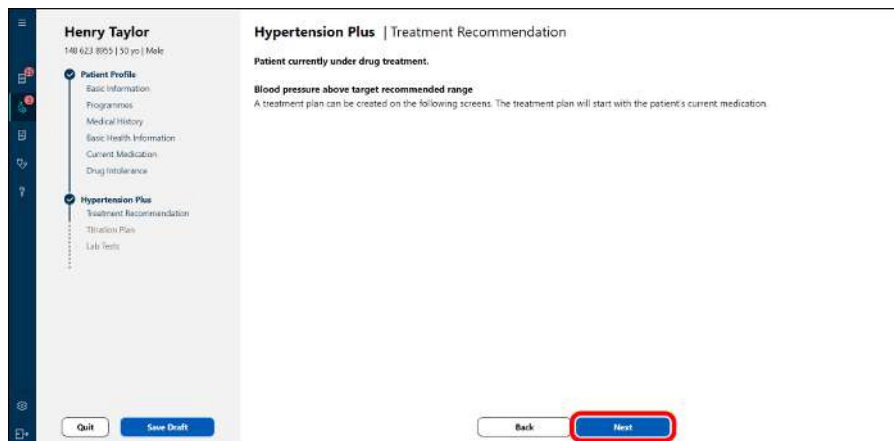 Henry Taylor
148 623 8955 | 50 yo | Male
Patient Profile
Basic Information
Programmes
Medical History
Basic Health Information
Current Medication
Drug Intolerance
Hypertension Plus
Treatment Recommendation
Titration Plan
Lab Tests
Quit
Save Draft
Hypertension Plus | Treatment Recommendation
Patient currently under drug treatment.
Blood pressure above target recommended range
A treatment plan can be created on the following screens. The treatment plan will start with the patient's current medication.
Back
Next